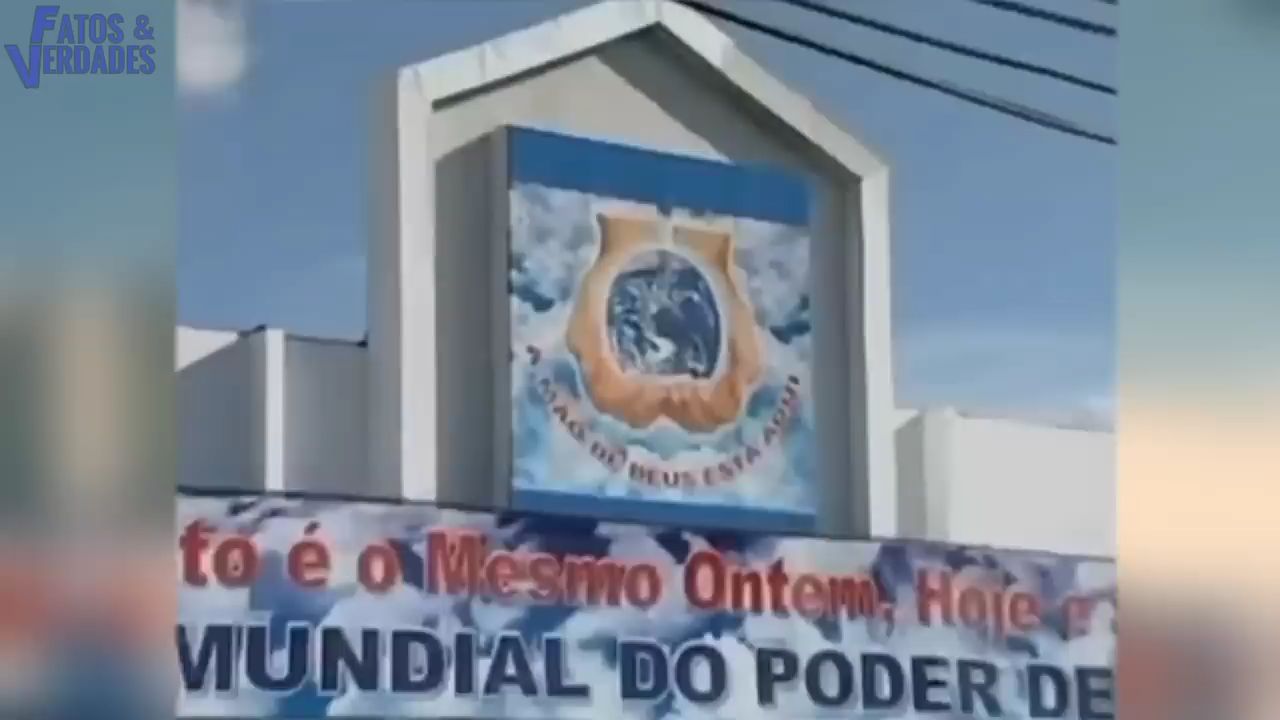 FATOS &
VERDADES
A MÃO DE DEUS ESTÁ AQUI
to é o Mesmo Ontem, Hoje e
MUNDIAL DO PODER DE